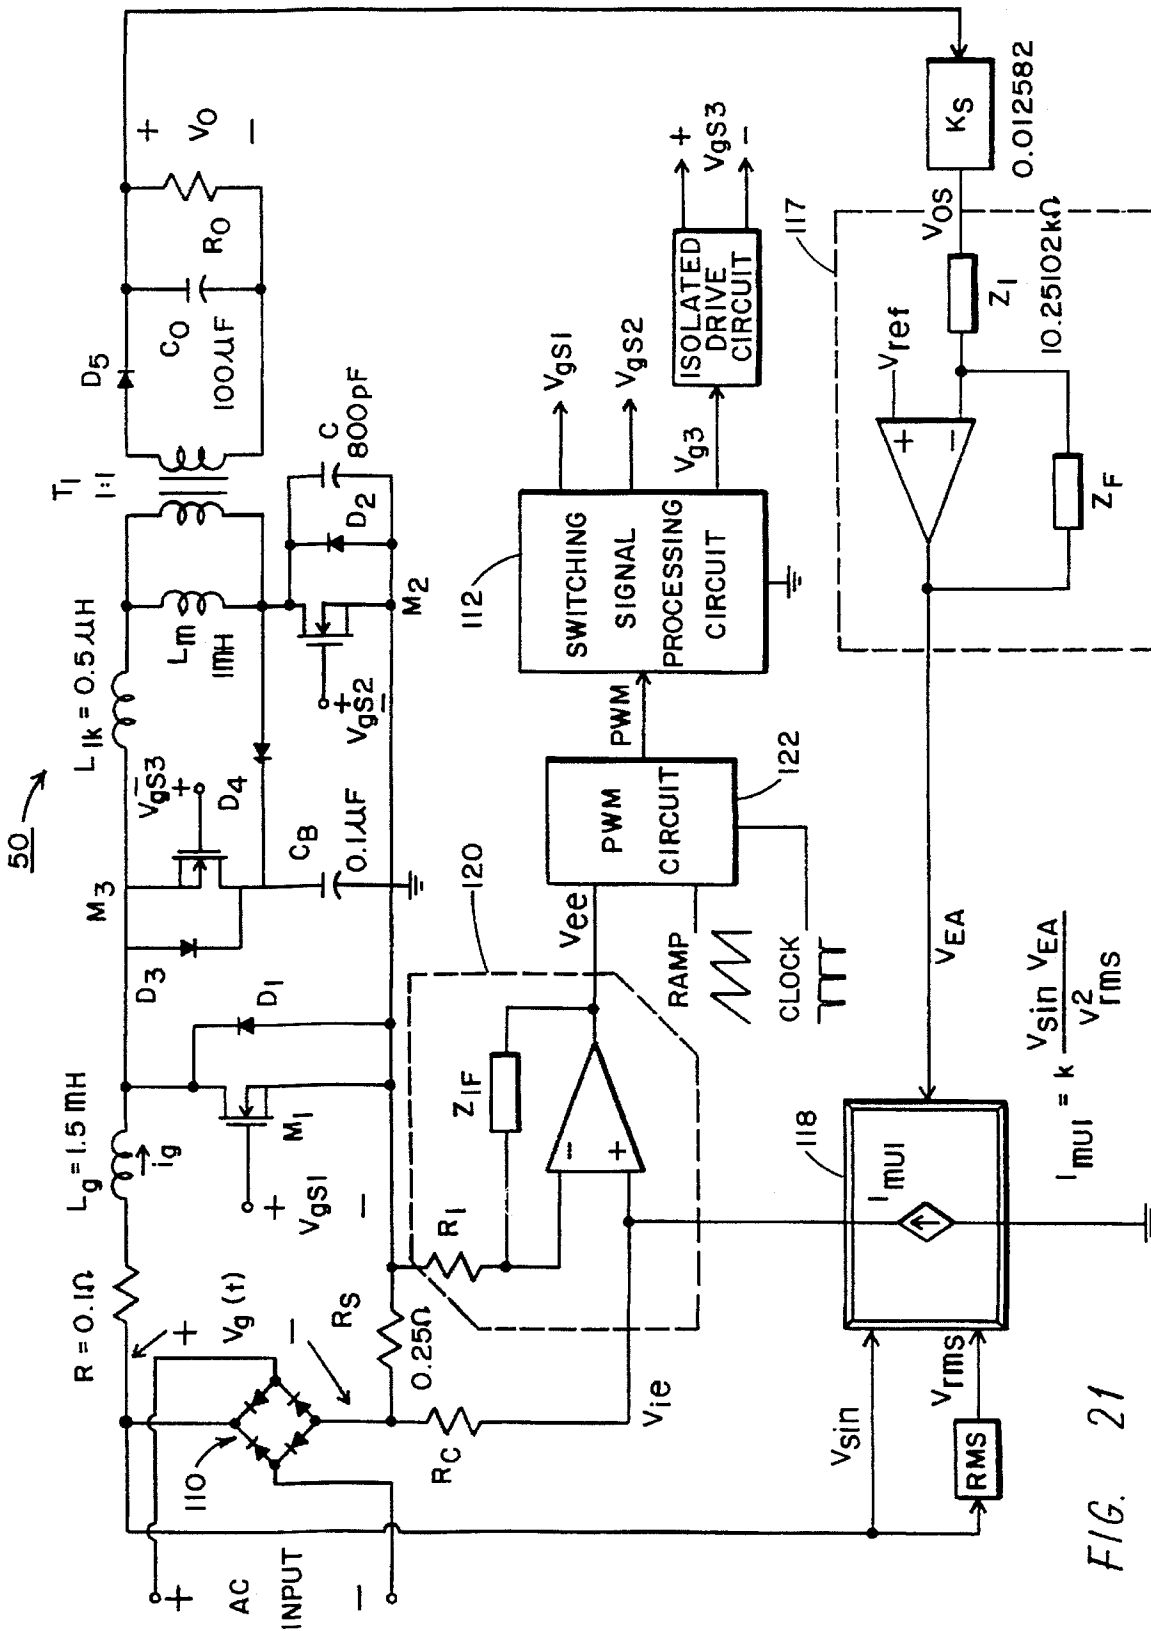 50
R = 0.1Ω
Lg = 1.5 mH
ig
D3
M3
Vgs3
+
−
D4
Llk = 0.5 μH
Lm
1mH
T1
1:1
D5
CO
100μF
RO
+
VO
−
+
AC
INPUT
−
110
+
Vg(t)
−
RS
0.25Ω
+
Vgs1
−
M1
D1
CB
0.1μF
+
Vgs2
−
M2
D2
C
800pF
RC
R1
ZIF
−
+
120
Vee
Vie
RAMP
CLOCK
PWM
CIRCUIT
122
PWM
112
SWITCHING
SIGNAL
PROCESSING
CIRCUIT
Vgs1
Vgs2
Vg3
ISOLATED
DRIVE
CIRCUIT
+
Vgs3
−
Vsin
RMS
Vrms
118
Imul
Imul = k Vsin VEA / V²rms
VEA
117
Vref
+
−
ZF
Z1
10.25102kΩ
VOS
KS
0.012582
FIG. 21